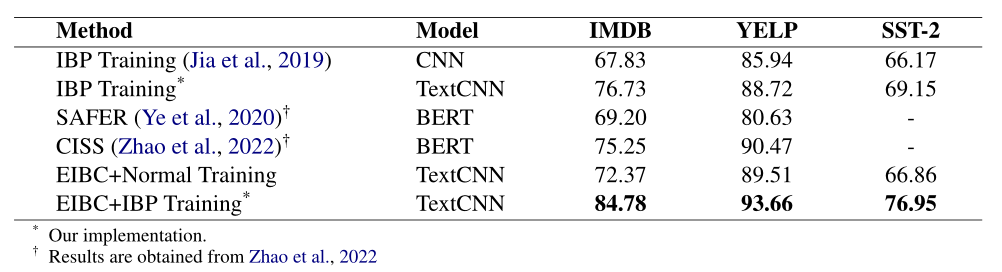 Method Model IMDB YELP SST-2
IBP Training (Jia et al., 2019) CNN 67.83 85.94 66.17
IBP Training* TextCNN 76.73 88.72 69.15
SAFER (Ye et al., 2020)† BERT 69.20 80.63 -
CISS (Zhao et al., 2022)† BERT 75.25 90.47 -
EIBC+Normal Training TextCNN 72.37 89.51 66.86
EIBC+IBP Training* TextCNN 84.78 93.66 76.95
* Our implementation.
† Results are obtained from Zhao et al., 2022